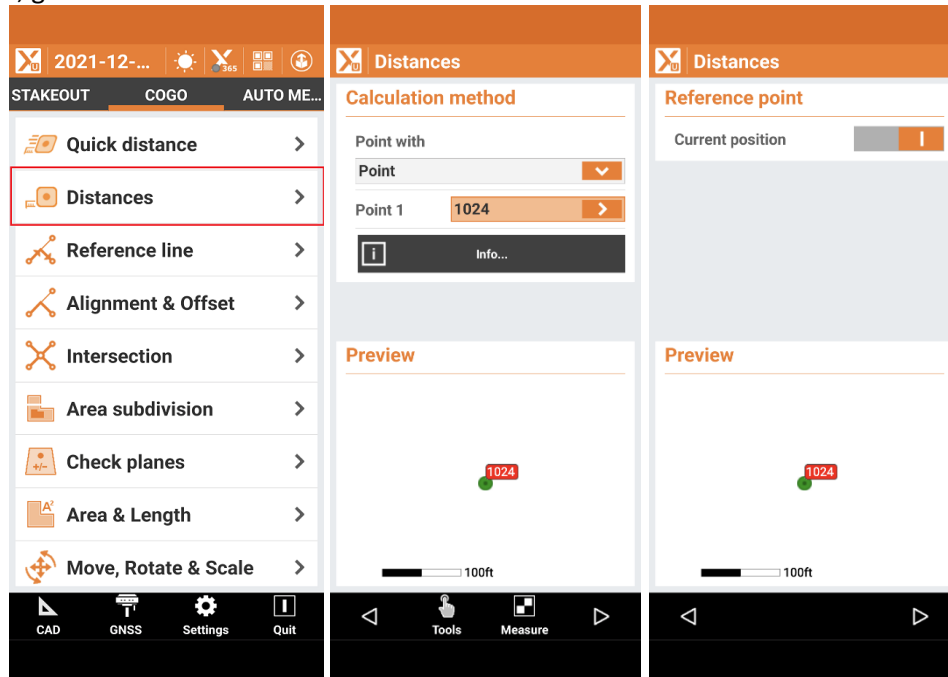 2021-12-...
365
STAKEOUT
COGO
AUTO ME...
Quick distance
Distances
Reference line
Alignment & Offset
Intersection
Area subdivision
+/-
Check planes
A²
Area & Length
Move, Rotate & Scale
CAD
GNSS
Settings
Quit
Distances
Calculation method
Point with
Point
Point 1
1024
i
Info...
Preview
1024
100ft
Tools
Measure
Distances
Reference point
Current position
Preview
1024
100ft